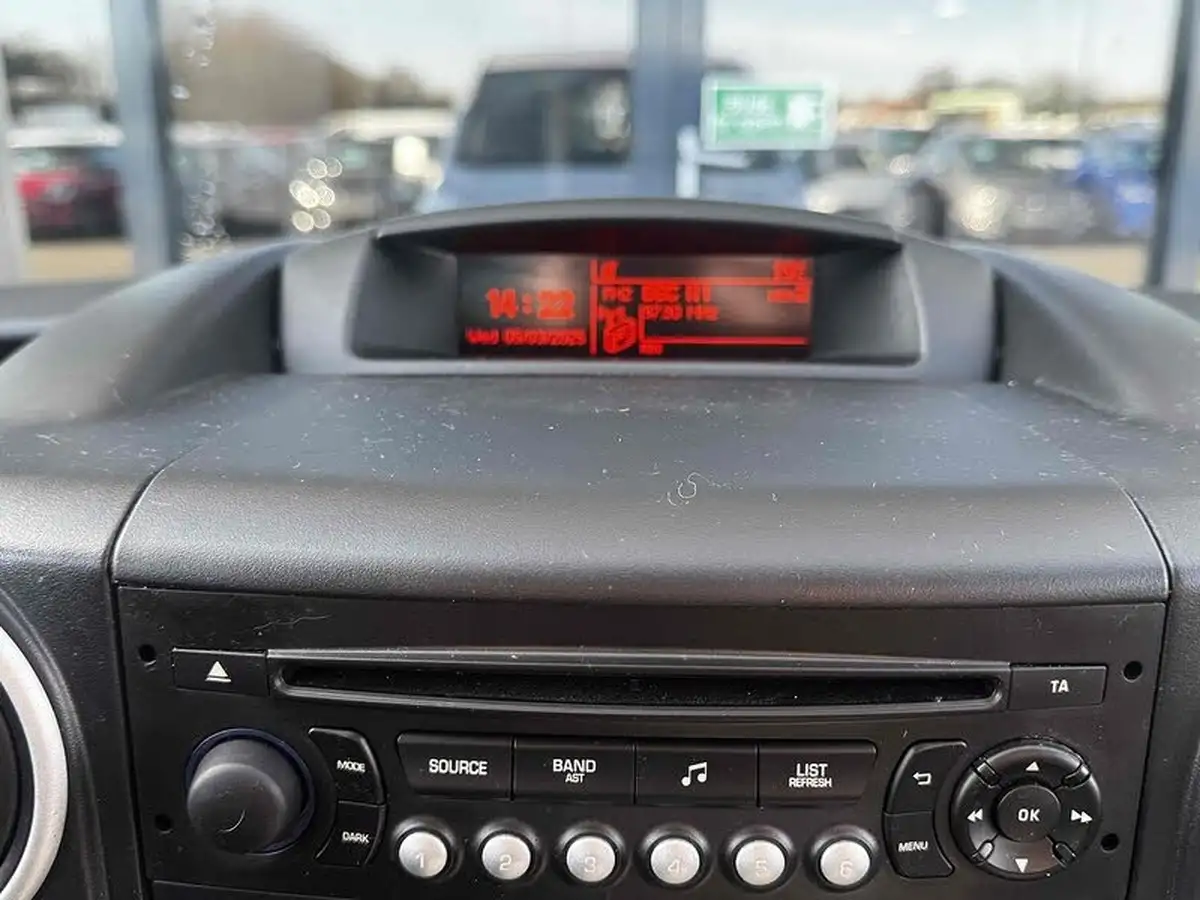 14:22
Wed 05/03/2025
TA
MODE
SOURCE
BAND
AST
LIST
REFRESH
DARK
OK
MENU
1 2 3 4 5 6